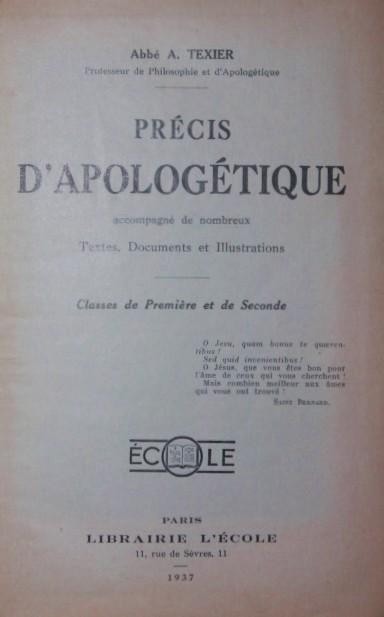 Abbé A. TEXIER
Professeur de Philosophie et d'Apologétique
PRÉCIS
D'APOLOGÉTIQUE
accompagné de nombreux
Textes, Documents et Illustrations
Classes de Première et de Seconde
O Jesu, quam bonus te quæren-
tibus !
Sed quid invenientibus !
O Jésus, que vous êtes bon pour
l'âme de ceux qui vous cherchent !
Mais combien meilleur aux âmes
qui vous ont trouvé !
SAINT BERNARD.
ÉCOLE
PARIS
LIBRAIRIE L'ÉCOLE
11, rue de Sèvres, 11
1937